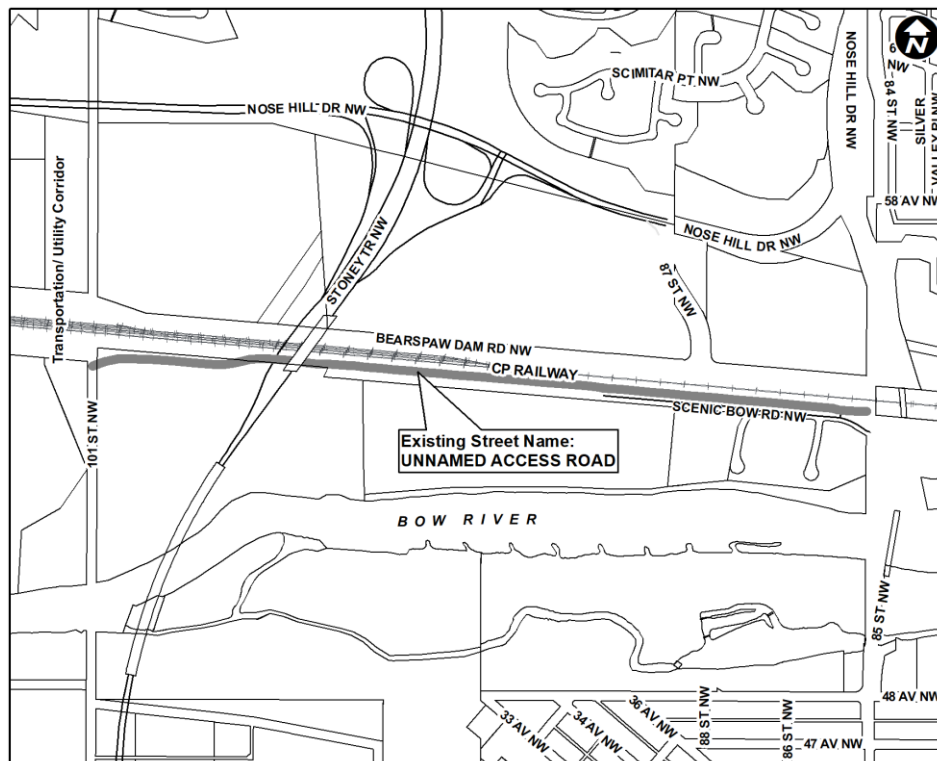 N
NOSE HILL DR NW
SCIMITAR PT NW
NOSE HILL DR NW
84 ST NW
SILVER
VALLEY
58 AV NW
Transportation/ Utility Corridor
STONEY TR NW
NOSE HILL DR NW
87 ST NW
BEARSPAW DAM RD NW
CP RAILWAY
SCENIC BOW RD NW
101 ST NW
Existing Street Name:
UNNAMED ACCESS ROAD
BOW RIVER
85 ST NW
48 AV NW
33 AV NW
34 AV NW
36 AV NW
88 ST NW
86 ST NW
47 AV NW